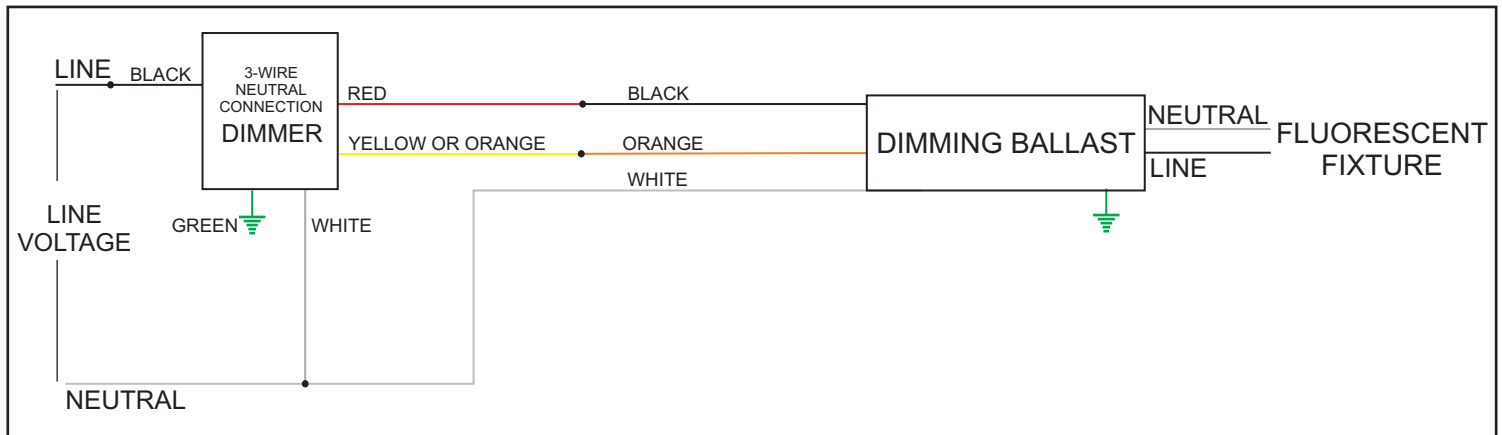 LINE
BLACK
3-WIRE
NEUTRAL
CONNECTION
DIMMER
RED
BLACK
YELLOW OR ORANGE
ORANGE
WHITE
DIMMING BALLAST
NEUTRAL
LINE
FLUORESCENT
FIXTURE
LINE
VOLTAGE
GREEN
WHITE
NEUTRAL